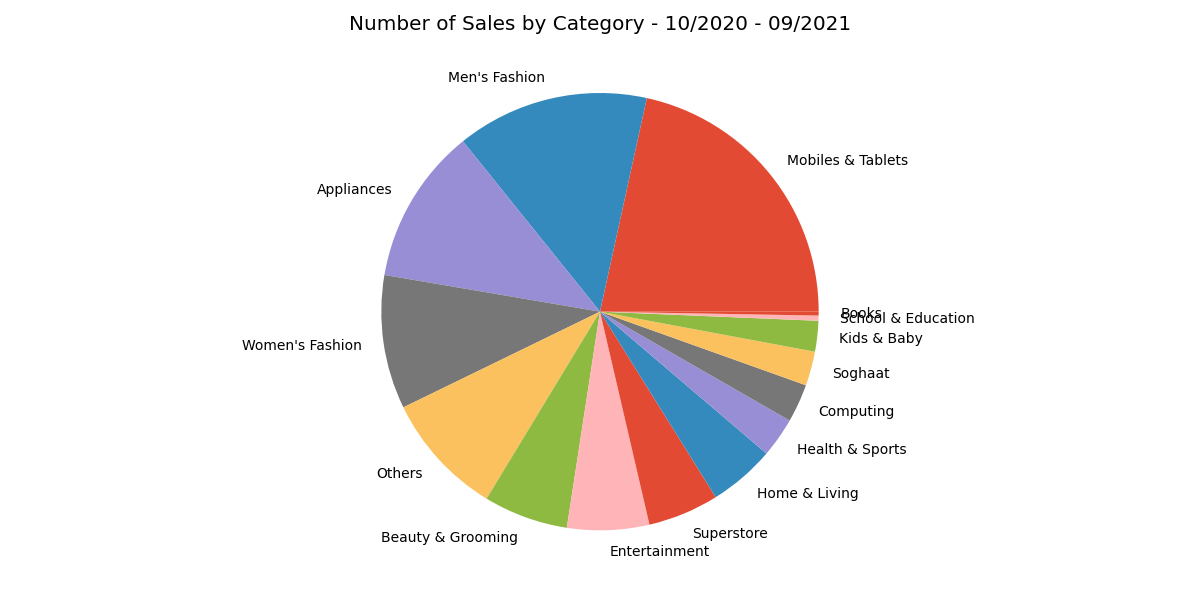 Number of Sales by Category - 10/2020 - 09/2021
Men's Fashion
Mobiles & Tablets
Appliances
Books
School & Education
Kids & Baby
Women's Fashion
Soghaat
Computing
Health & Sports
Others
Home & Living
Superstore
Beauty & Grooming
Entertainment